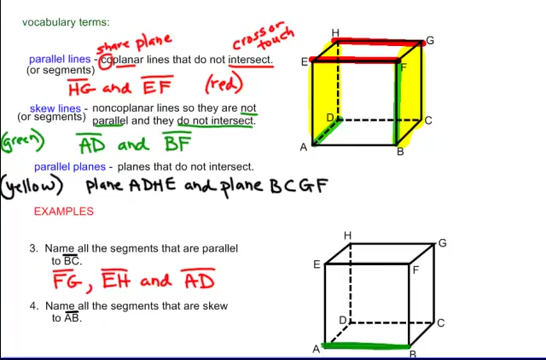 vocabulary terms:
share plane
cross or touch
parallel lines - coplanar lines that do not intersect.
(or segments)
HG and EF (red)
skew lines - noncoplanar lines so they are not
(or segments) parallel and they do not intersect.
(green) AD and BF
parallel planes - planes that do not intersect.
(yellow) plane ADHE and plane BCGF
H
G
E
F
D
C
A
B
EXAMPLES
3. Name all the segments that are parallel
to BC.
FG, EH and AD
4. Name all the segments that are skew
to AB.
H
G
E
F
D
C
A
B